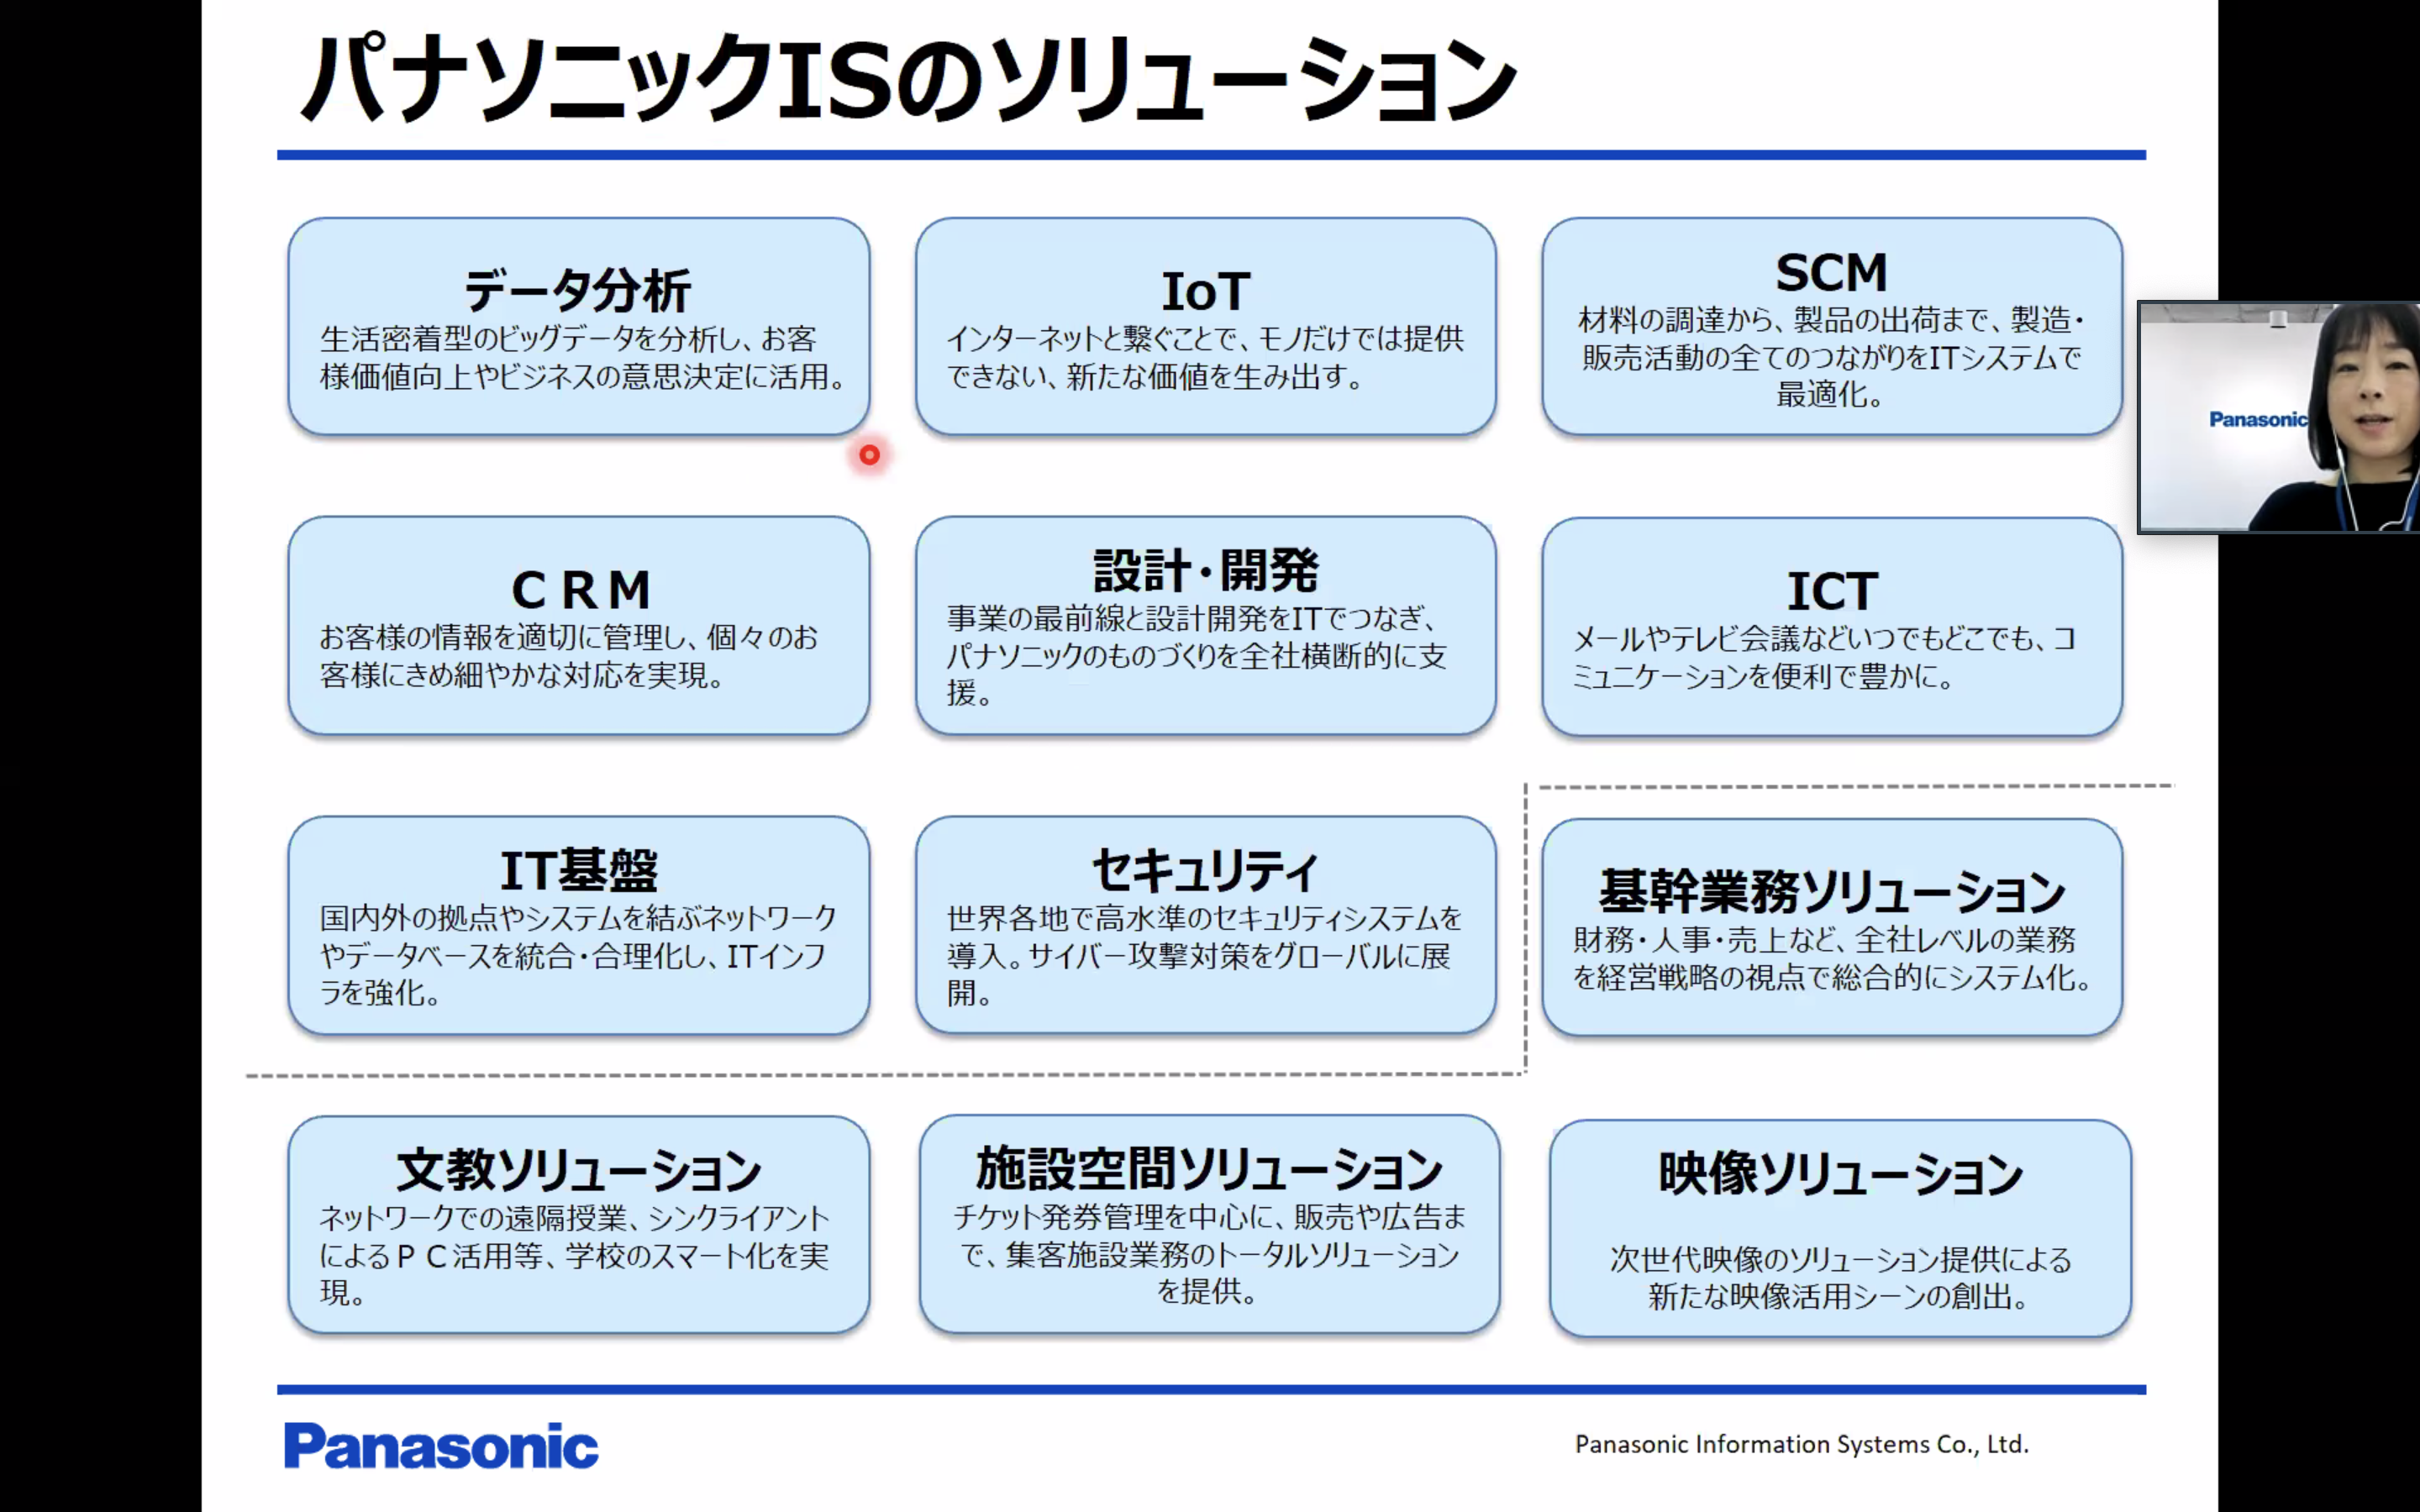 パナソニックISのソリューション
データ分析
生活密着型のビッグデータを分析し、お客
様価値向上やビジネスの意思決定に活用。
IoT
インターネットと繋ぐことで、モノだけでは提供
できない、新たな価値を生み出す。
SCM
材料の調達から、製品の出荷まで、製造・
販売活動の全てのつながりをITシステムで
最適化。
Panasonic
ＣＲＭ
お客様の情報を適切に管理し、個々のお
客様にきめ細やかな対応を実現。
設計・開発
事業の最前線と設計開発をITでつなぎ、
パナソニックのものづくりを全社横断的に支
援。
ICT
メールやテレビ会議などいつでもどこでも、コ
ミュニケーションを便利で豊かに。
IT基盤
国内外の拠点やシステムを結ぶネットワーク
やデータベースを統合・合理化し、ITインフ
ラを強化。
セキュリティ
世界各地で高水準のセキュリティシステムを
導入。サイバー攻撃対策をグローバルに展
開。
基幹業務ソリューション
財務・人事・売上など、全社レベルの業務
を経営戦略の視点で総合的にシステム化。
文教ソリューション
ネットワークでの遠隔授業、シンクライアント
によるＰＣ活用等、学校のスマート化を実
現。
施設空間ソリューション
チケット発券管理を中心に、販売や広告ま
で、集客施設業務のトータルソリューション
を提供。
映像ソリューション
次世代映像のソリューション提供による
新たな映像活用シーンの創出。
Panasonic
Panasonic Information Systems Co., Ltd.